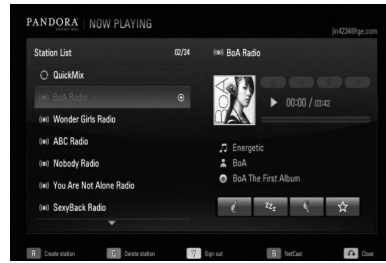 PANDORA NOW PLAYING
jin4234@lge.com
Station List 02/24
QuickMix
BoA Radio
Wonder Girls Radio
ABC Radio
Nobody Radio
You Are Not Alone Radio
SexyBack Radio
BoA Radio
BoA
00:00 / 03:42
Energetic
BoA
BoA The First Album
zzz
R Create station
G Delete station
Sign out
B NetCast
Close